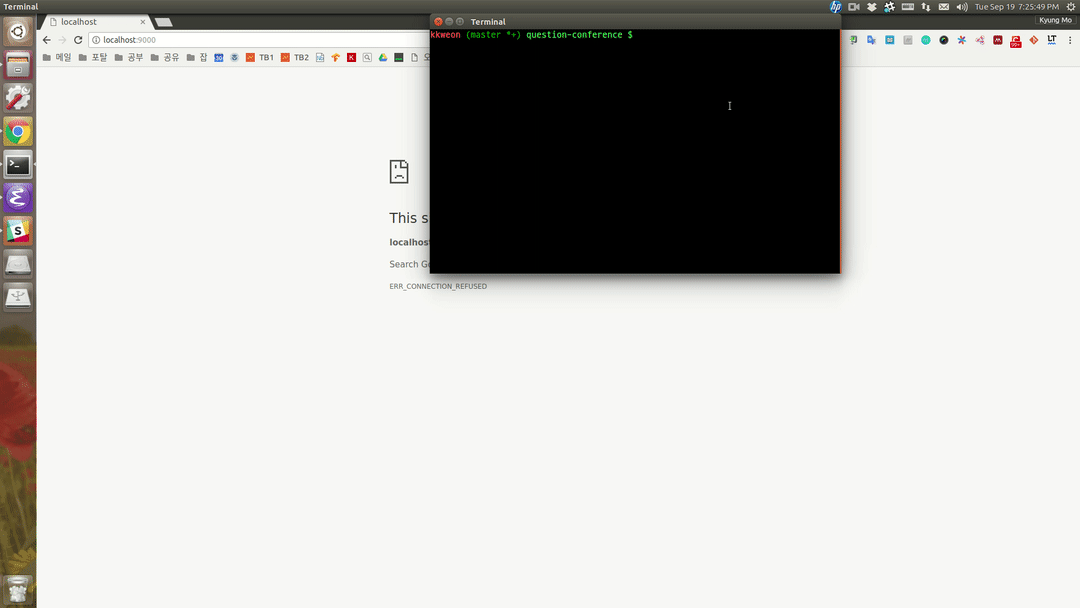 Terminal
Tue Sep 19 7:25:49 PM
localhost
Kyung Mo
localhost:9000
메일
포탈
공부
공유
잡
TB1
TB2
Terminal
kkweon (master *+) question-conference $
This s
localhost
Search Go
ERR_CONNECTION_REFUSED